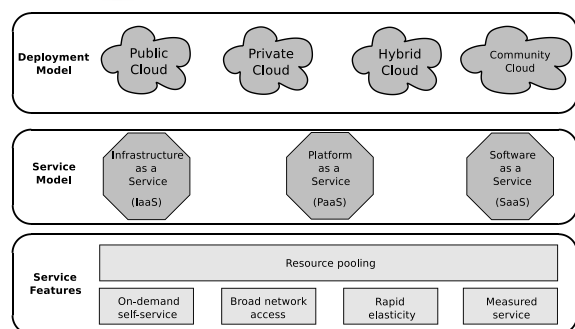 Deployment
Model
Public
Cloud
Private
Cloud
Hybrid
Cloud
Community
Cloud
Service
Model
Infrastructure
as a
Service
(IaaS)
Platform
as a
Service
(PaaS)
Software
as a
Service
(SaaS)
Service
Features
Resource pooling
On-demand
self-service
Broad network
access
Rapid
elasticity
Measured
service